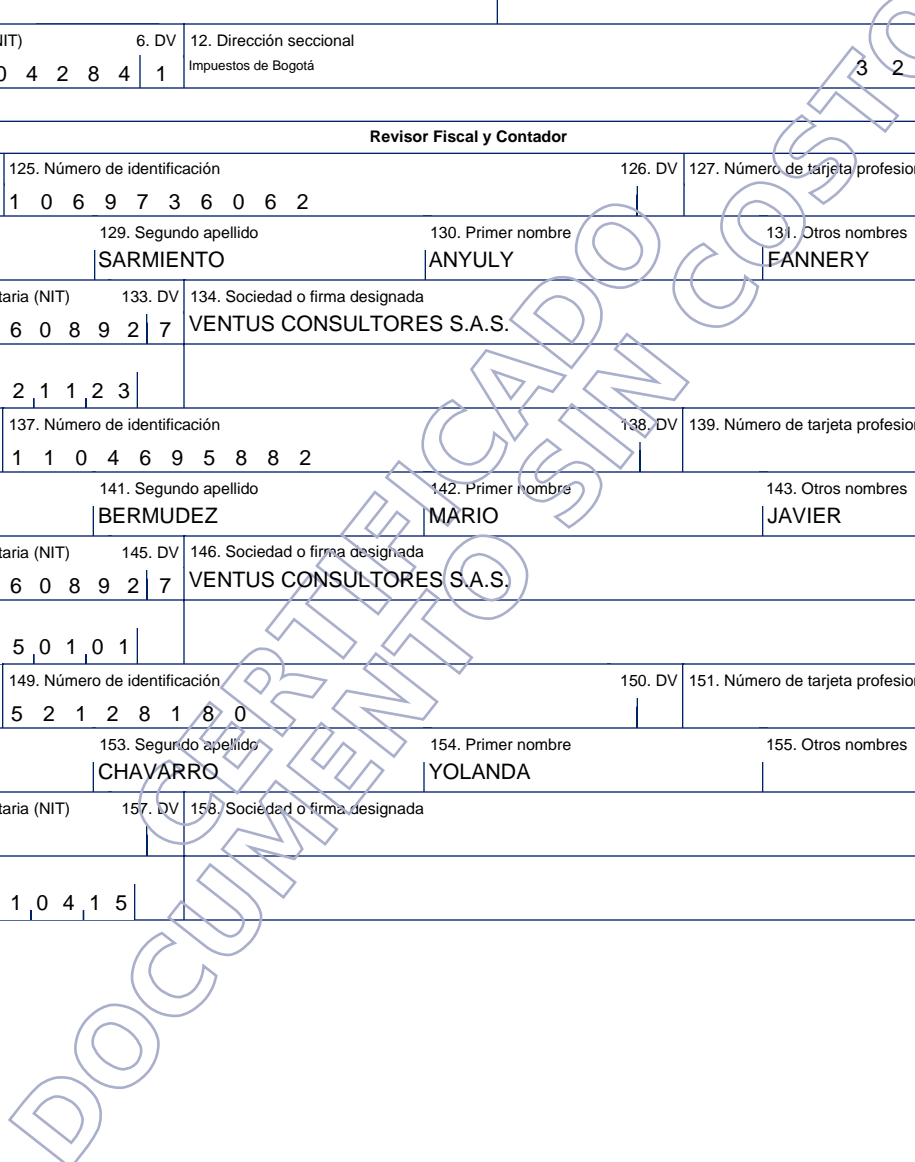 NIT) 6. DV 12. Dirección seccional
0 4 2 8 4 1 Impuestos de Bogotá 3 2
Revisor Fiscal y Contador
125. Número de identificación 126. DV 127. Número de tarjeta profesion
1 0 6 9 7 3 6 0 6 2
129. Segundo apellido 130. Primer nombre 131. Otros nombres
SARMIENTO ANYULY FANNERY
taria (NIT) 133. DV 134. Sociedad o firma designada
6 0 8 9 2 7 VENTUS CONSULTORES S.A.S.
2 1 1 2 3
137. Número de identificación 138. DV 139. Número de tarjeta profesion
1 1 0 4 6 9 5 8 8 2
141. Segundo apellido 142. Primer nombre 143. Otros nombres
BERMUDEZ MARIO JAVIER
taria (NIT) 145. DV 146. Sociedad o firma designada
6 0 8 9 2 7 VENTUS CONSULTORES S.A.S.
5 0 1 0 1
149. Número de identificación 150. DV 151. Número de tarjeta profesion
5 2 1 2 8 1 8 0
153. Segundo apellido 154. Primer nombre 155. Otros nombres
CHAVARRO YOLANDA
taria (NIT) 157. DV 158. Sociedad o firma designada
1 0 4 1 5
CERTIFICADO
DOCUMENTO SIN COSTO